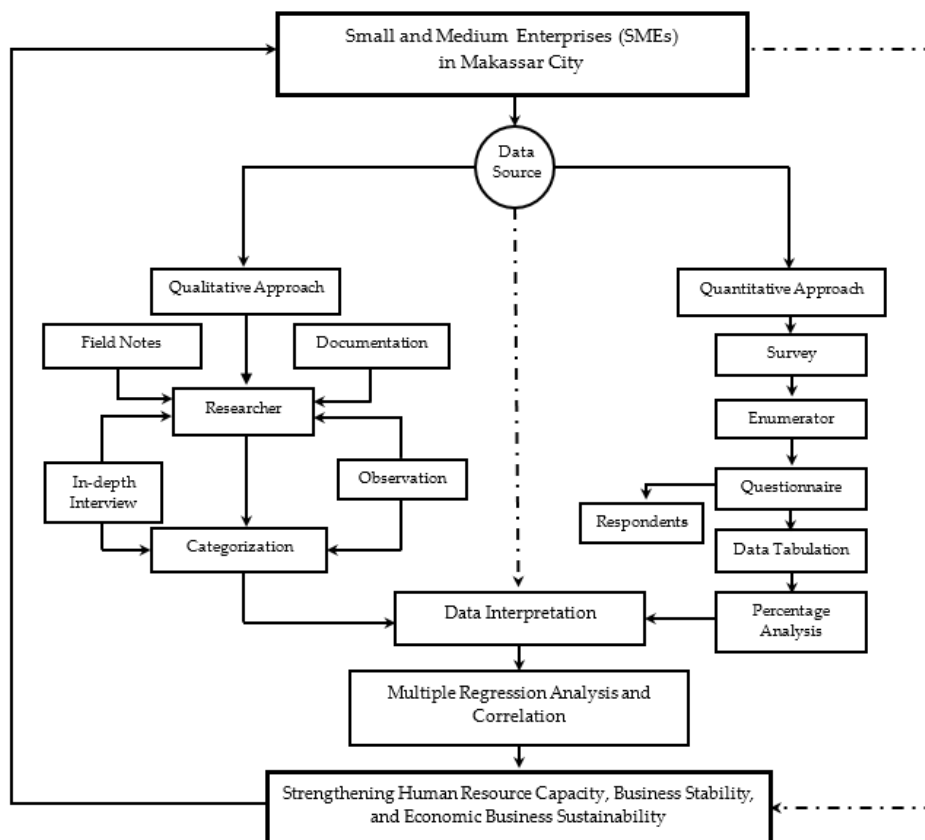 Small and Medium Enterprises (SMEs)
in Makassar City
Data
Source
Qualitative Approach
Quantitative Approach
Field Notes
Documentation
Survey
Researcher
Enumerator
In-depth
Interview
Observation
Questionnaire
Respondents
Categorization
Data Tabulation
Data Interpretation
Percentage
Analysis
Multiple Regression Analysis and
Correlation
Strengthening Human Resource Capacity, Business Stability,
and Economic Business Sustainability